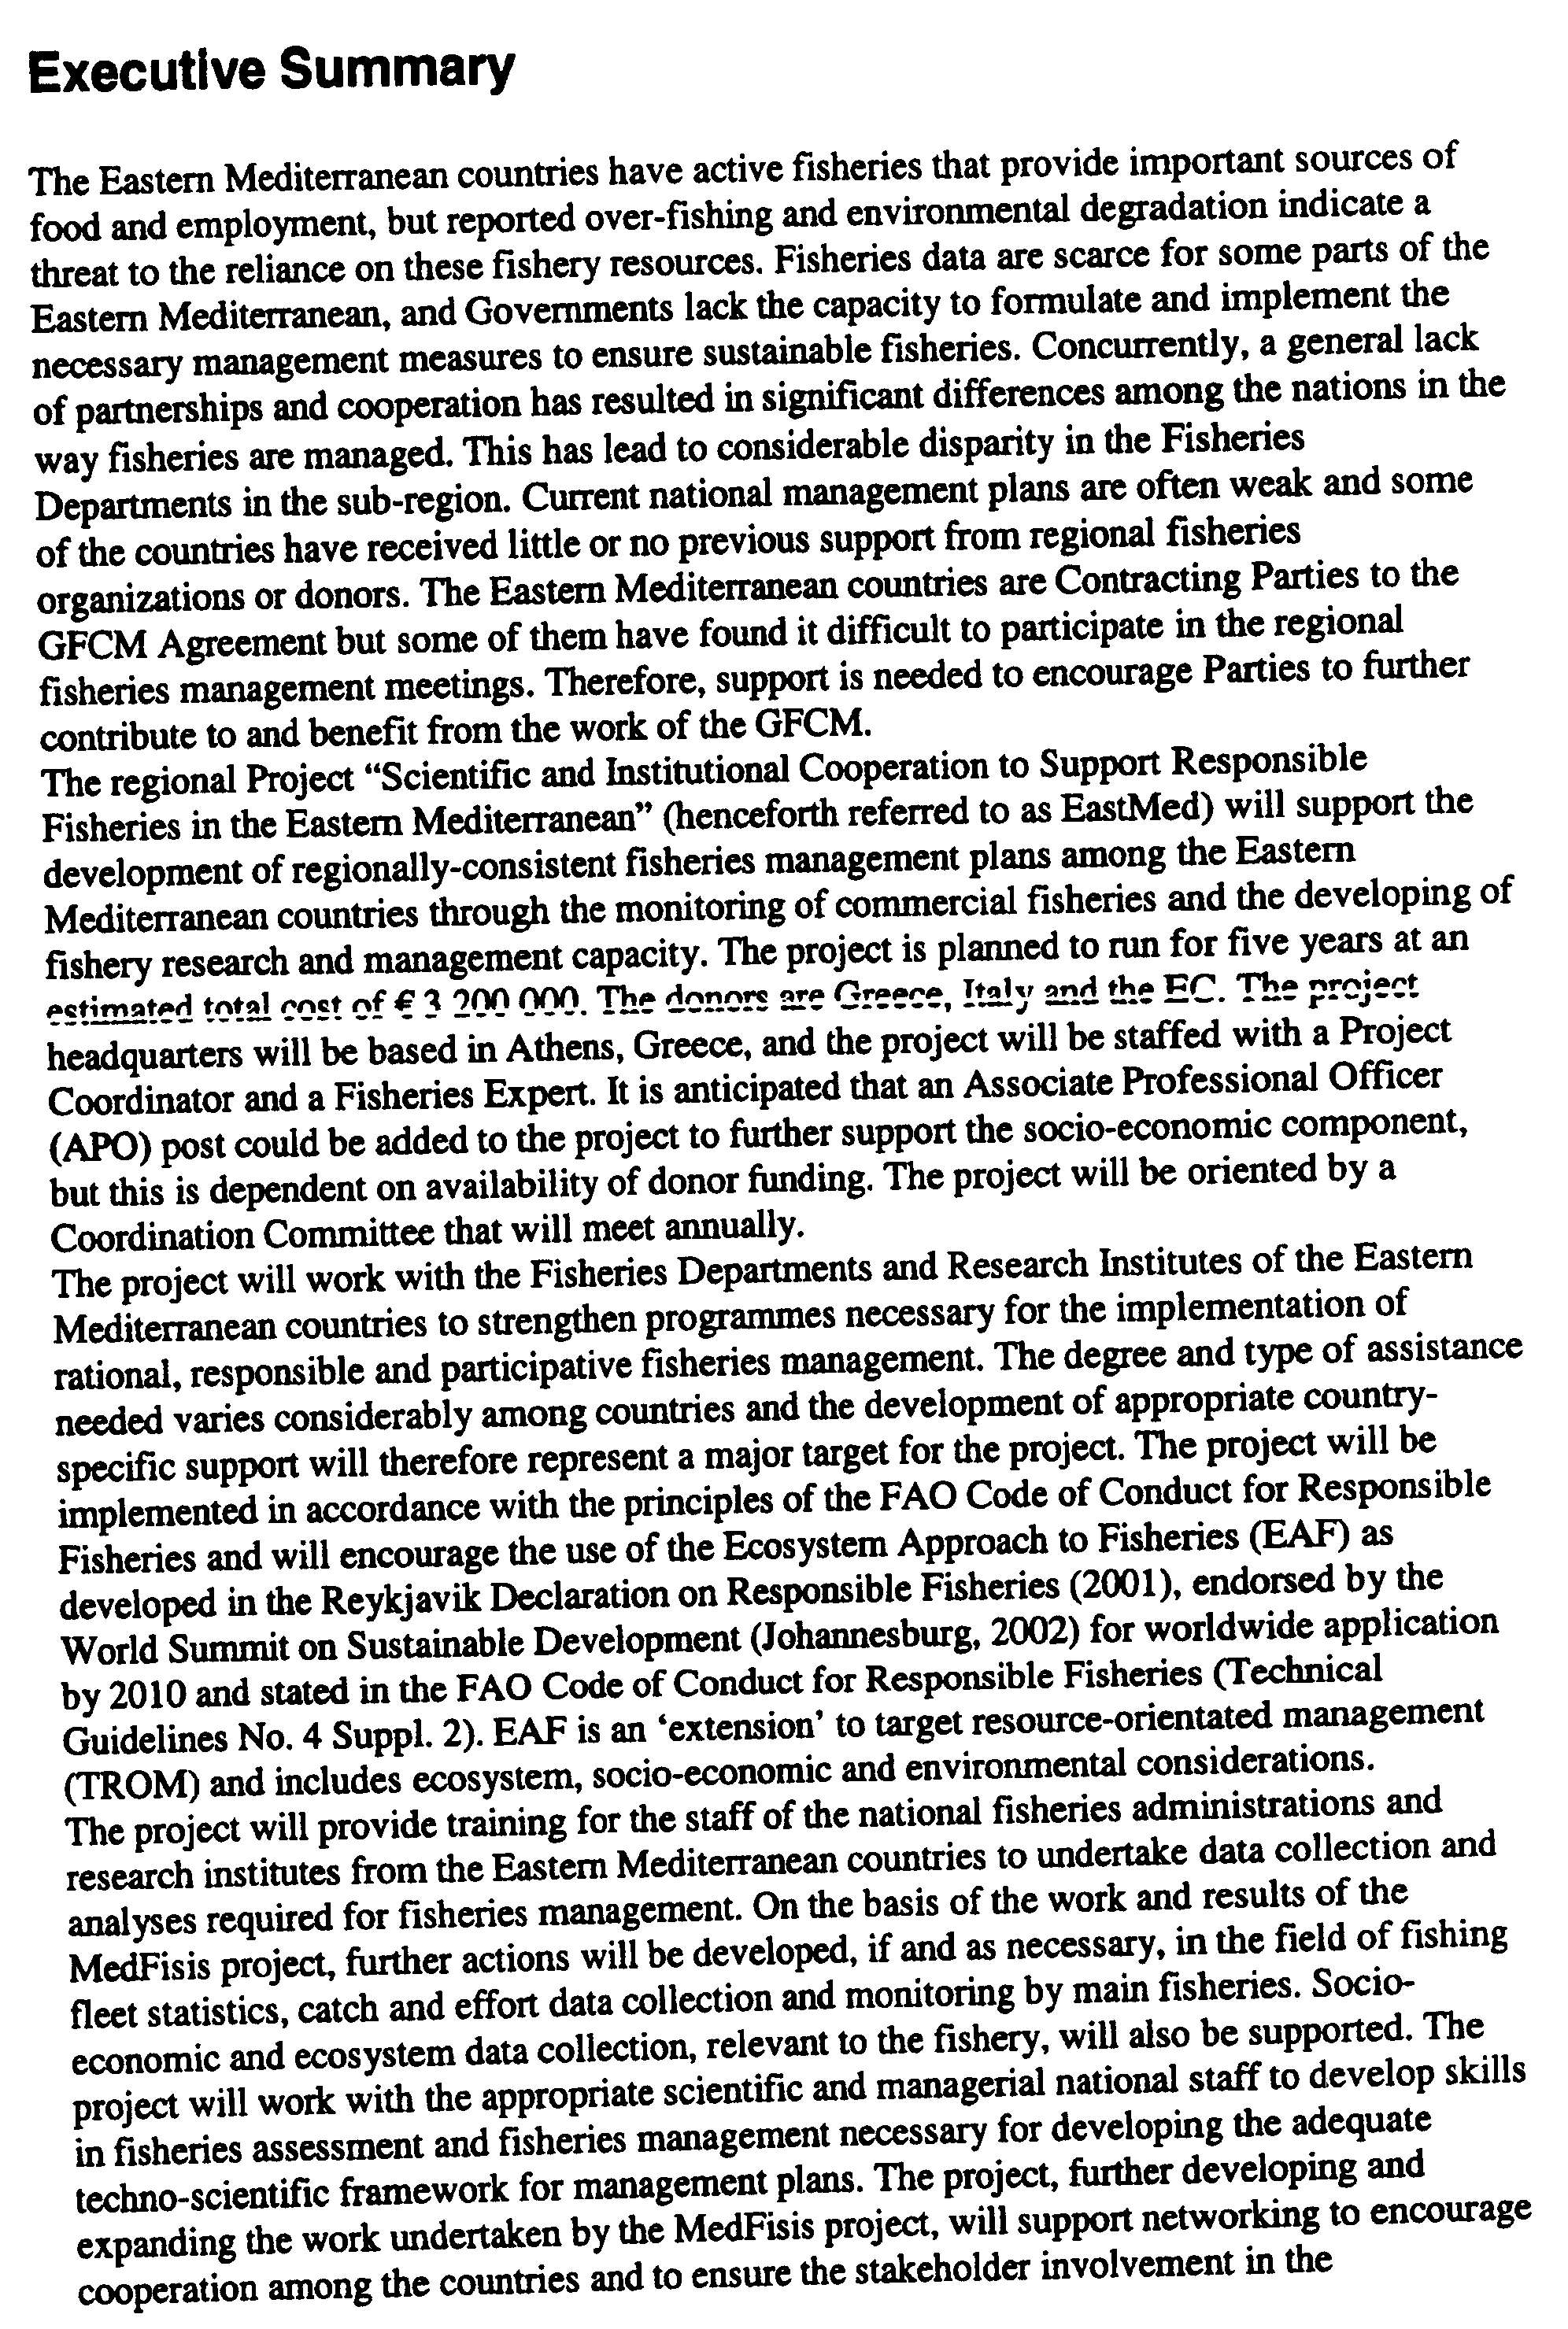 Executive Summary
The Eastern Mediterranean countries have active fisheries that provide important sources of
food and employment, but reported over-fishing and environmental degradation indicate a
threat to the reliance on these fishery resources. Fisheries data are scarce for some parts of the
Eastern Mediterranean, and Governments lack the capacity to formulate and implement the
necessary management measures to ensure sustainable fisheries. Concurrently, a general lack
of partnerships and cooperation has resulted in significant differences among the nations in the
way fisheries are managed. This has lead to considerable disparity in the Fisheries
Departments in the sub-region. Current national management plans are often weak and some
of the countries have received little or no previous support from regional fisheries
organizations or donors. The Eastern Mediterranean countries are Contracting Parties to the
GFCM Agreement but some of them have found it difficult to participate in the regional
fisheries management meetings. Therefore, support is needed to encourage Parties to further
contribute to and benefit from the work of the GFCM.
The regional Project “Scientific and Institutional Cooperation to Support Responsible
Fisheries in the Eastern Mediterranean” (henceforth referred to as EastMed) will support the
development of regionally-consistent fisheries management plans among the Eastern
Mediterranean countries through the monitoring of commercial fisheries and the developing of
fishery research and management capacity. The project is planned to run for five years at an
estimated total cost of € 3 200 000. The donors are Greece, Italy and the EC. The project
headquarters will be based in Athens, Greece, and the project will be staffed with a Project
Coordinator and a Fisheries Expert. It is anticipated that an Associate Professional Officer
(APO) post could be added to the project to further support the socio-economic component,
but this is dependent on availability of donor funding. The project will be oriented by a
Coordination Committee that will meet annually.
The project will work with the Fisheries Departments and Research Institutes of the Eastern
Mediterranean countries to strengthen programmes necessary for the implementation of
rational, responsible and participative fisheries management. The degree and type of assistance
needed varies considerably among countries and the development of appropriate country-
specific support will therefore represent a major target for the project. The project will be
implemented in accordance with the principles of the FAO Code of Conduct for Responsible
Fisheries and will encourage the use of the Ecosystem Approach to Fisheries (EAF) as
developed in the Reykjavik Declaration on Responsible Fisheries (2001), endorsed by the
World Summit on Sustainable Development (Johannesburg, 2002) for worldwide application
by 2010 and stated in the FAO Code of Conduct for Responsible Fisheries (Technical
Guidelines No. 4 Suppl. 2). EAF is an ‘extension’ to target resource-orientated management
(TROM) and includes ecosystem, socio-economic and environmental considerations.
The project will provide training for the staff of the national fisheries administrations and
research institutes from the Eastern Mediterranean countries to undertake data collection and
analyses required for fisheries management. On the basis of the work and results of the
MedFisis project, further actions will be developed, if and as necessary, in the field of fishing
fleet statistics, catch and effort data collection and monitoring by main fisheries. Socio-
economic and ecosystem data collection, relevant to the fishery, will also be supported. The
project will work with the appropriate scientific and managerial national staff to develop skills
in fisheries assessment and fisheries management necessary for developing the adequate
techno-scientific framework for management plans. The project, further developing and
expanding the work undertaken by the MedFisis project, will support networking to encourage
cooperation among the countries and to ensure the stakeholder involvement in the